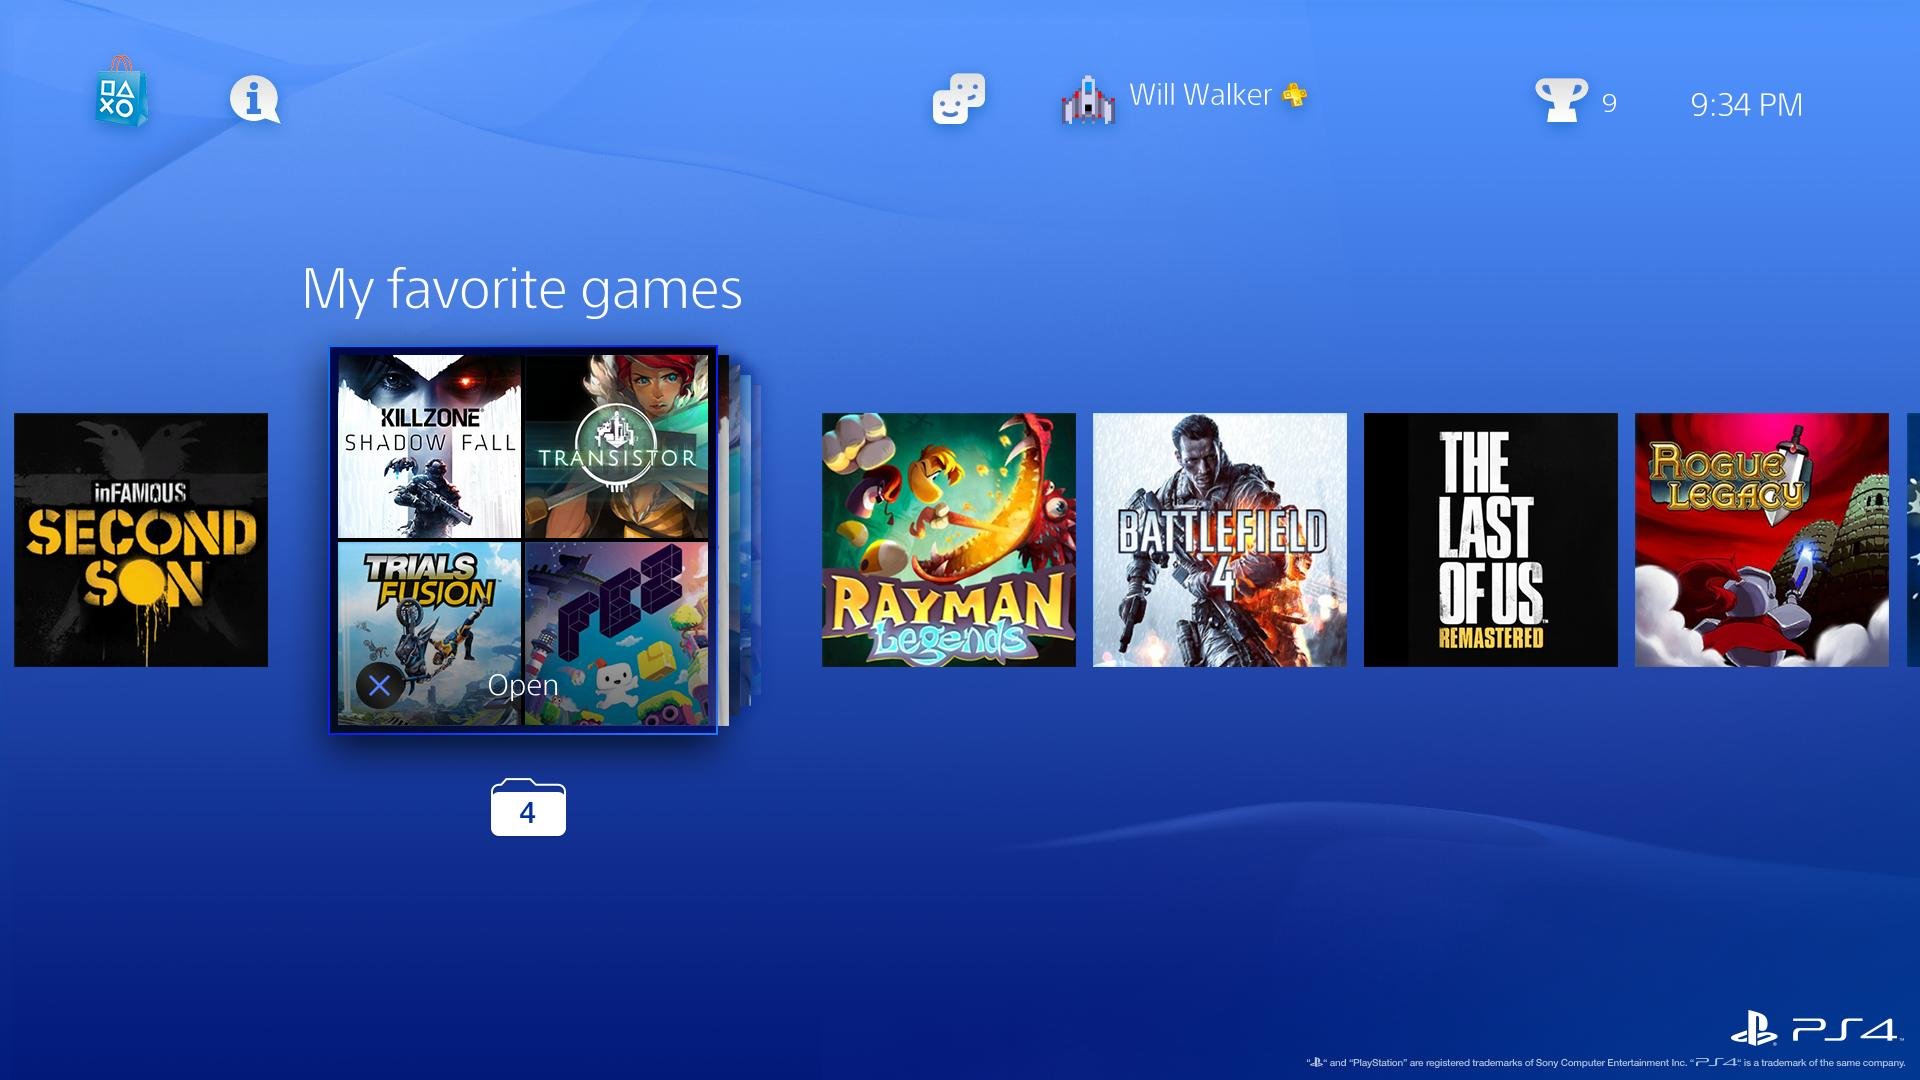 Will Walker
9
9:34 PM
My favorite games
inFAMOUS
SECOND
SON
KILLZONE
SHADOW FALL
TRANSISTOR
TRIALS
FUSION
FEZ
Open
RAYMAN
Legends
BATTLEFIELD
4
THE
LAST
OF US
REMASTERED
ROGUE
LEGACY
4
PS4™
"PS" and "PlayStation" are registered trademarks of Sony Computer Entertainment Inc. "PS4" is a trademark of the same company.